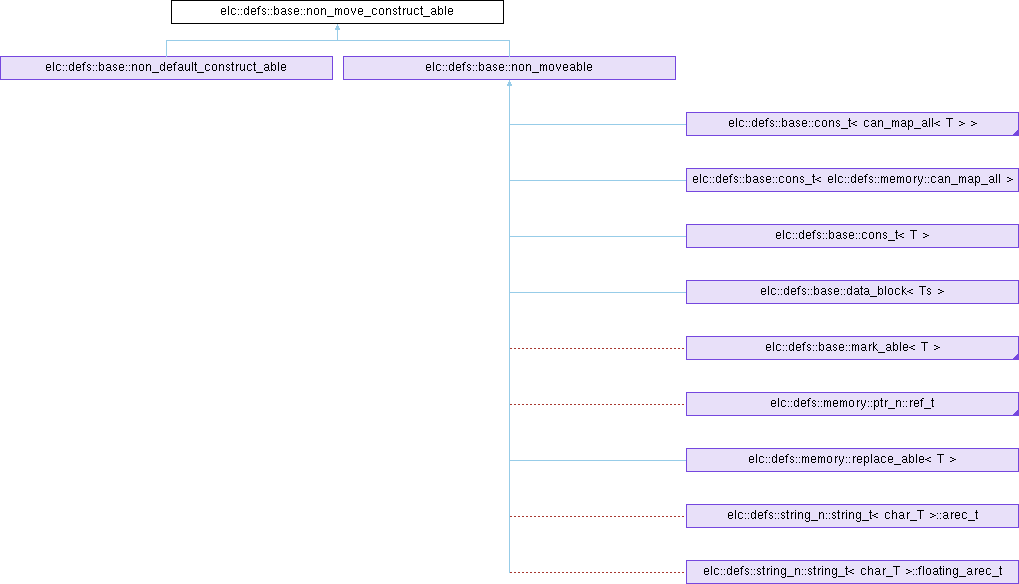 elc::defs::base::non_move_construct_able
elc::defs::base::non_default_construct_able
elc::defs::base::non_moveable
elc::defs::base::cons_t< can_map_all< T > >
elc::defs::base::cons_t< elc::defs::memory::can_map_all >
elc::defs::base::cons_t< T >
elc::defs::base::data_block< Ts >
elc::defs::base::mark_able< T >
elc::defs::memory::ptr_n::ref_t
elc::defs::memory::replace_able< T >
elc::defs::string_n::string_t< char_T >::arec_t
elc::defs::string_n::string_t< char_T >::floating_arec_t